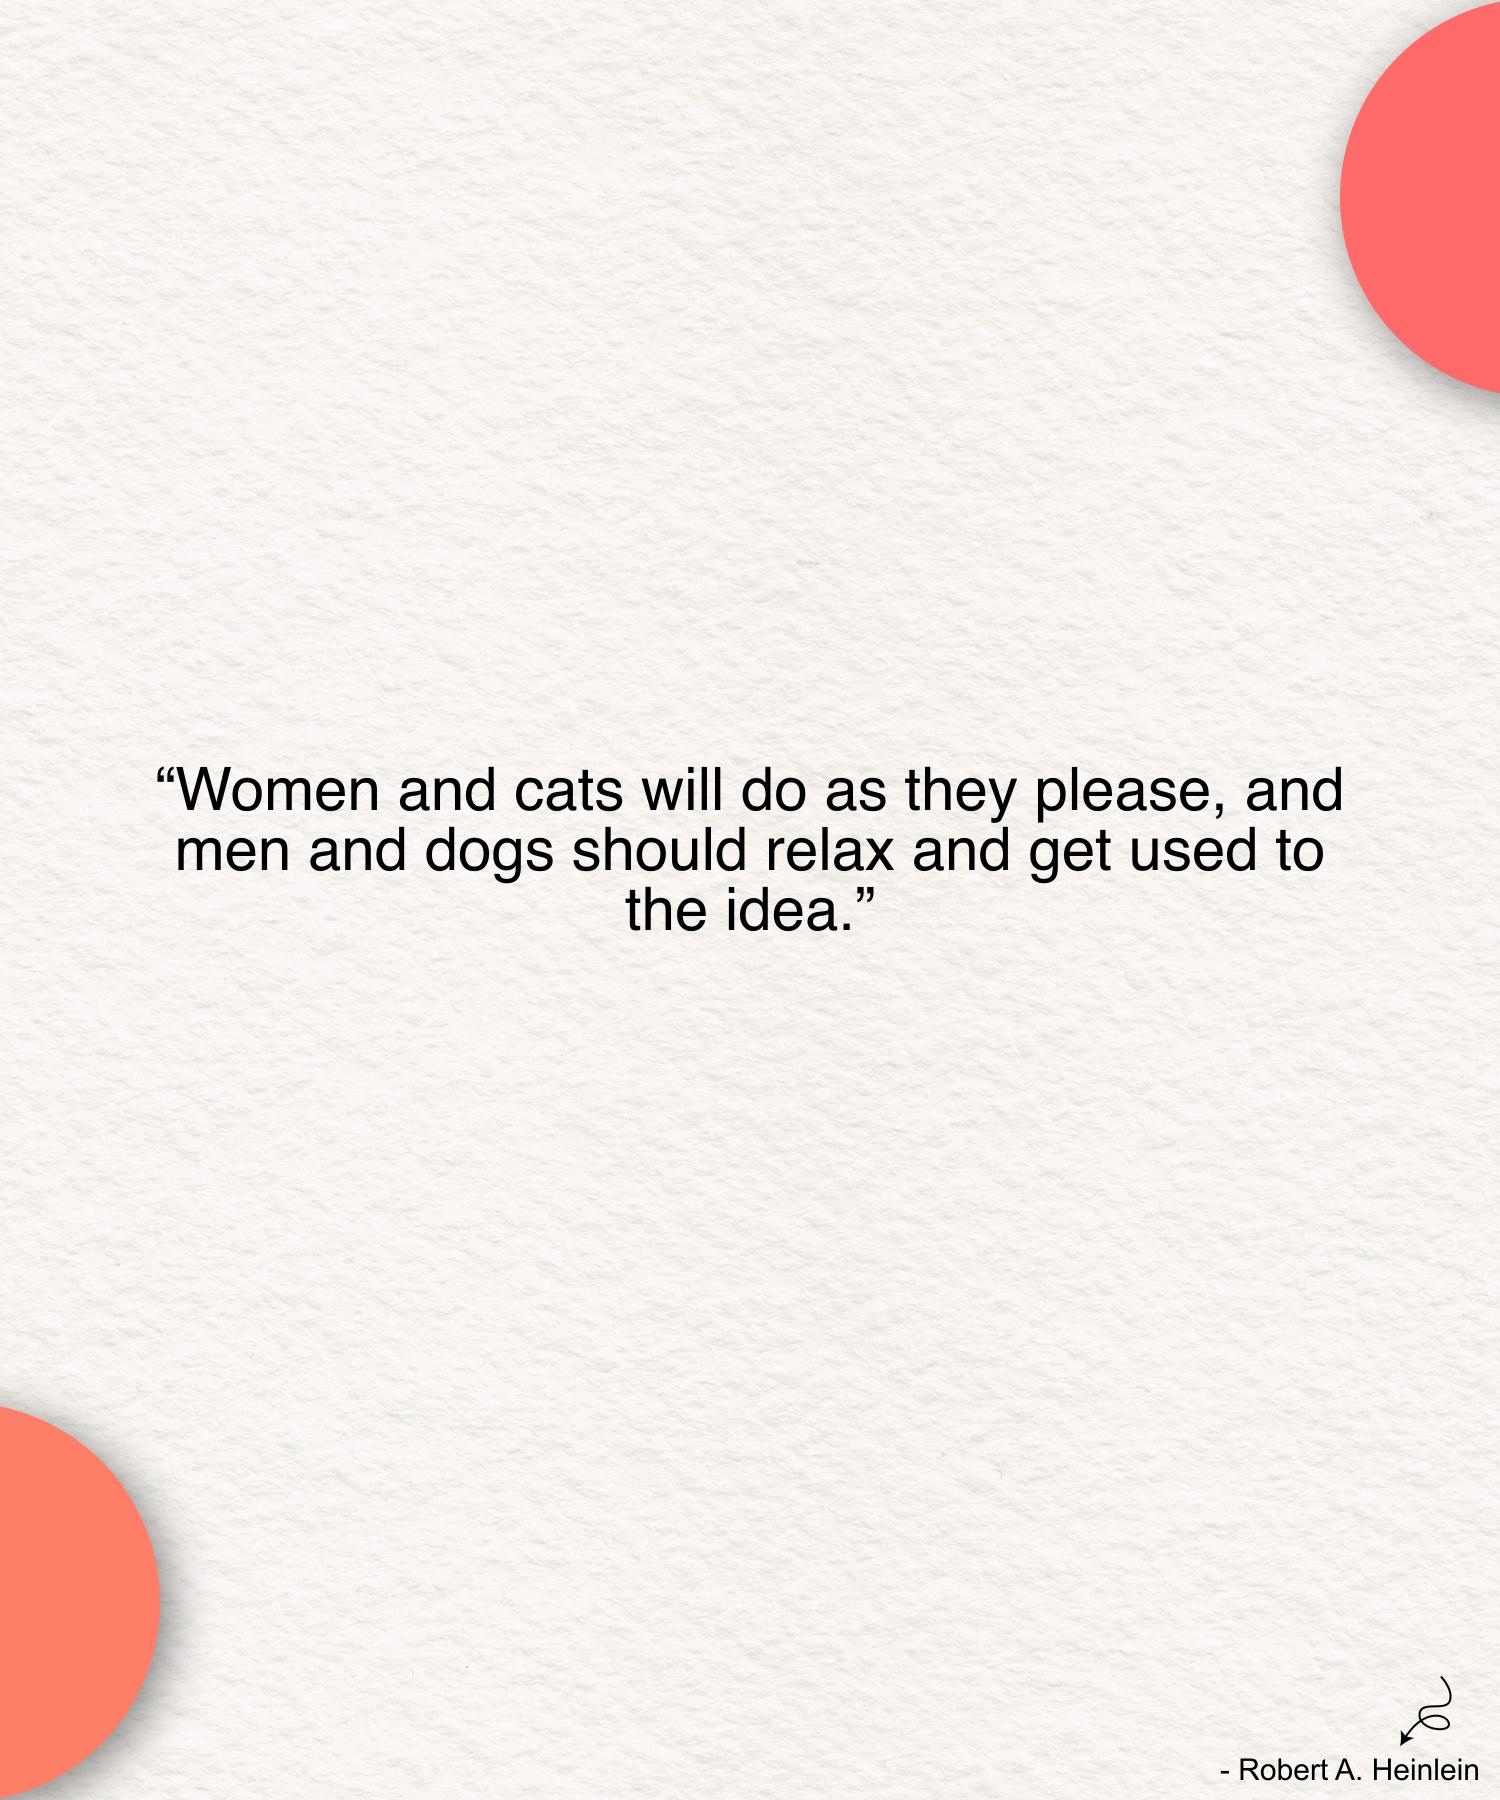 “Women and cats will do as they please, and
men and dogs should relax and get used to
the idea.”
- Robert A. Heinlein